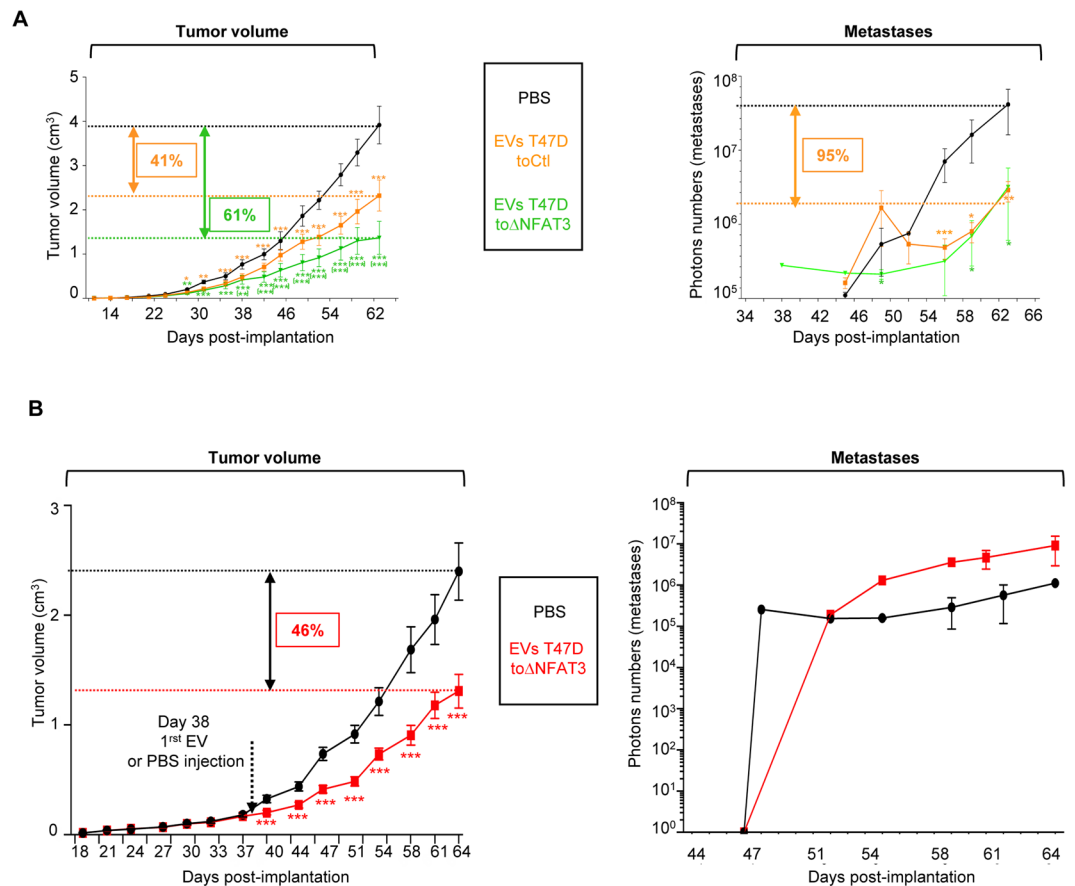 A
Tumor volume
Tumor volume (cm³)
5
4
3
2
1
0
41%
61%
14 22 30 38 46 54 62
Days post-implantation
PBS
EVs T47D
toCtl
EVs T47D
to∆NFAT3
Metastases
Photons numbers (metastases)
10⁸
10⁷
10⁶
10⁵
95%
34 38 42 46 50 54 58 62 66
Days post-implantation
B
Tumor volume
Tumor volume (cm³)
3
2
1
0
46%
Day 38
1ʳˢᵗ EV
or PBS injection
18 21 24 27 30 33 37 40 44 47 51 54 58 61 64
Days post-implantation
PBS
EVs T47D
to∆NFAT3
Metastases
Photons numbers (metastases)
10⁸
10⁷
10⁶
10⁵
10⁴
10³
10²
10¹
10⁰
44 47 51 54 58 61 64
Days post-implantation